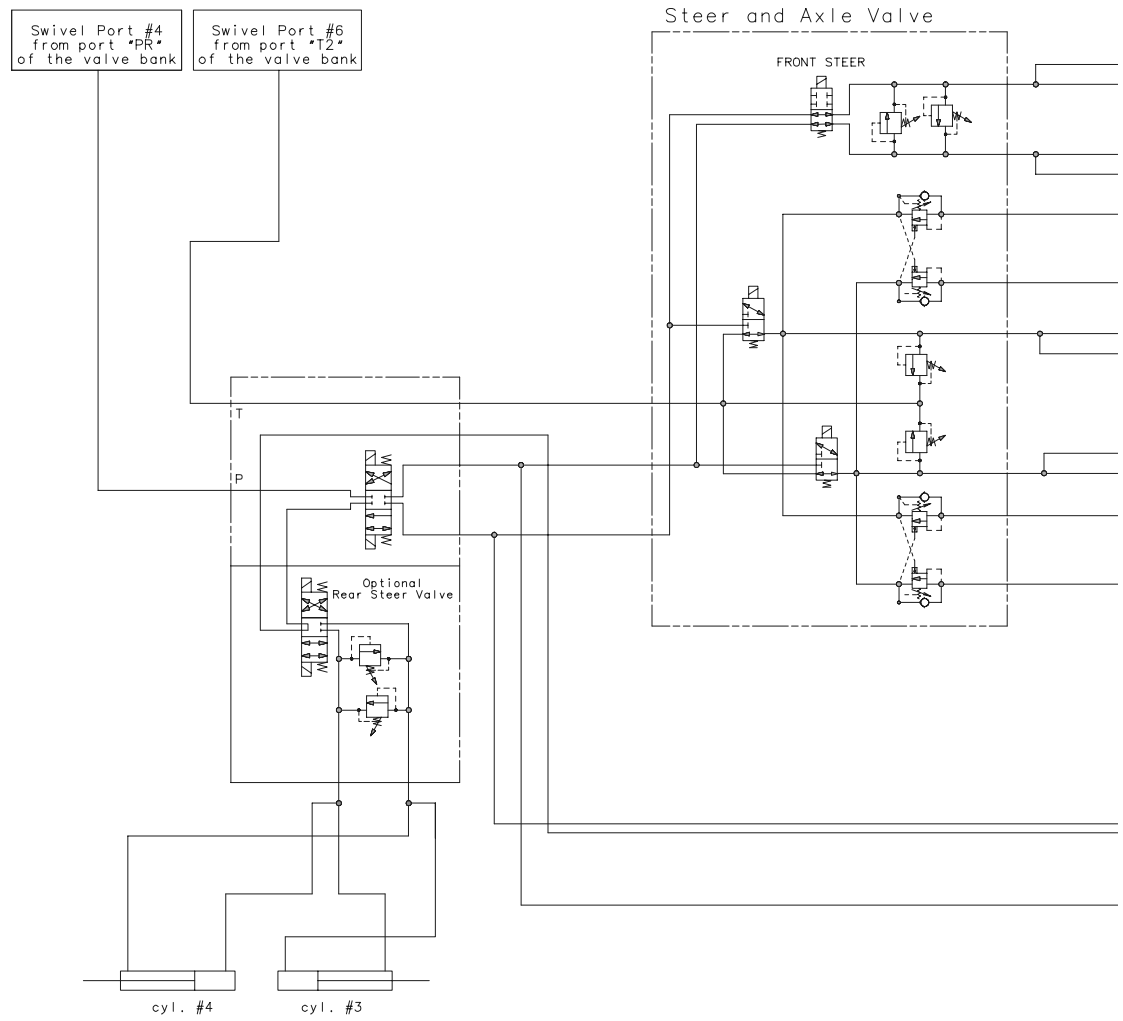 Steer and Axle Valve
Swivel Port #4
from port "PR"
of the valve bank
Swivel Port #6
from port "T2"
of the valve bank
FRONT STEER
T
P
Optional
Rear Steer Valve
cyl. #4
cyl. #3